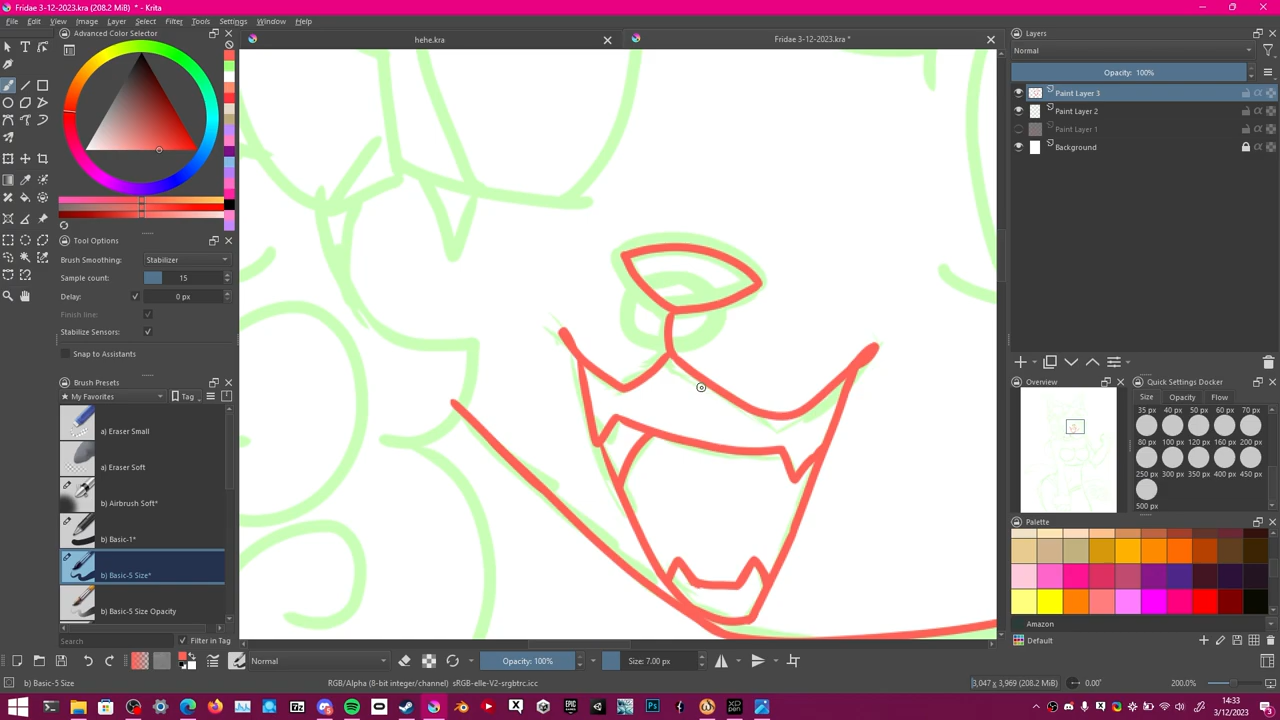 Fridae 3-12-2023.kra (208.2 MiB) * - Krita
File Edit View Image Layer Select Filter Tools Settings Window Help
Advanced Color Selector
hehe.kra
Fridae 3-12-2023.kra *
Layers
Normal
Opacity: 100%
Paint Layer 3
Paint Layer 2
Paint Layer 1
Background
Tool Options
Brush Smoothing: Stabilizer
Sample count: 15
Delay: 0 px
Finish line:
Stabilize Sensors:
Snap to Assistants
Brush Presets
My Favorites Tag
a) Eraser Small
a) Eraser Soft
b) Airbrush Soft*
b) Basic-1*
b) Basic-5 Size*
b) Basic-5 Size Opacity
Search Filter in Tag
Overview
Quick Settings Docker
Size Opacity Flow
35 px 40 px 50 px 60 px 70 px
80 px 100 px 120 px 160 px 200 px
250 px 300 px 350 px 400 px 450 px
500 px
Palette
Amazon
Default
Normal Opacity: 100% Size: 7.00 px
b) Basic-5 Size RGB/Alpha (8-bit integer/channel) sRGB-elle-V2-srgbtrc.icc 3,047 x 3,969 (208.2 MiB) 0.00° 200.0%
14:33
3/12/2023